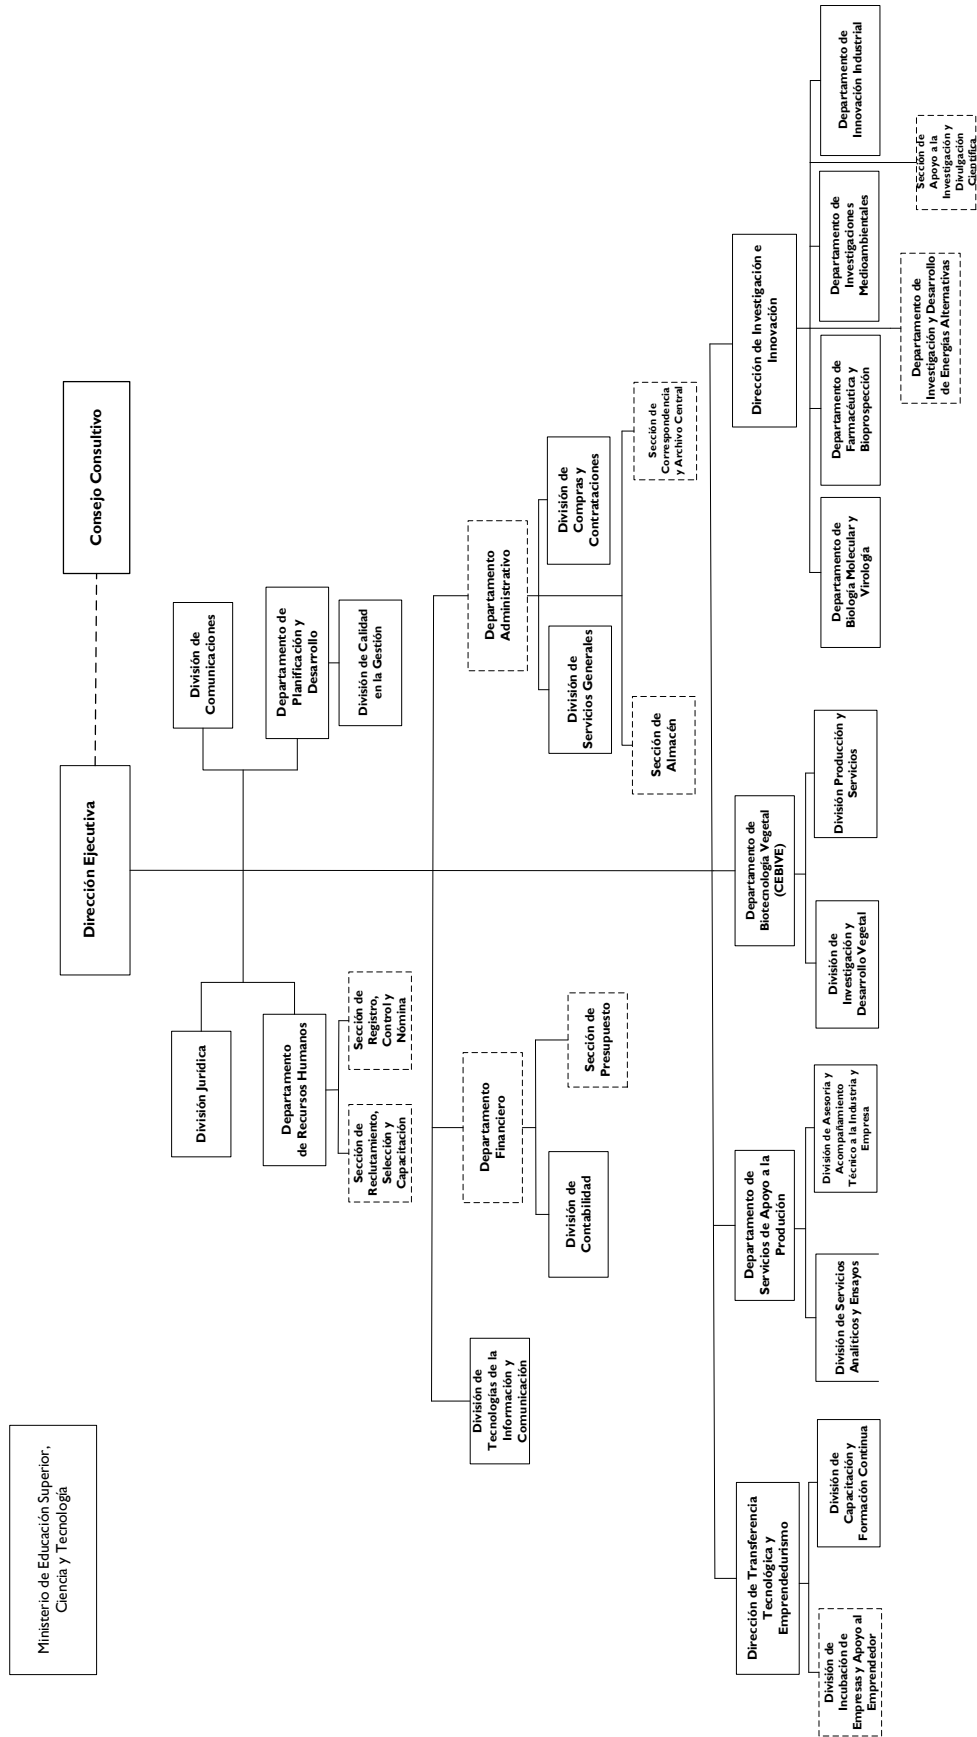 Ministerio de Educación Superior,
Ciencia y Tecnología
Dirección Ejecutiva
Consejo Consultivo
División Jurídica
División de
Comunicaciones
Departamento
de Recursos Humanos
Departamento de
Planificación y
Desarrollo
Sección de
Reclutamiento,
Selección y
Capacitación
Sección de
Registro,
Control y
Nómina
División de Calidad
en la Gestión
División de
Tecnologías de la
Información y
Comunicación
Departamento
Financiero
Departamento
Administrativo
División de
Contabilidad
Sección de
Presupuesto
División de
Servicios Generales
División de
Compras y
Contrataciones
Sección de
Almacén
Sección de
Correspondencia
y Archivo Central
Dirección de Transferencia
Tecnológica y
Emprendedurismo
Departamento de
Servicios de Apoyo a la
Produción
Departamento de
Biotecnología Vegetal
(CEBIVE)
Dirección de Investigación e
Innovación
División de
Incubación de
Empresas y Apoyo al
Emprendedor
División de
Capacitación y
Formación Continua
División de Servicios
Analíticos y Ensayos
División de Asesoría y
Acompañamiento
Técnico a la Industria y
Empresa
División de
Investigación y
Desarrollo Vegetal
División Producción y
Servicios
Departamento de
Biología Molecular y
Virología
Departamento de
Farmacéutica y
Bioprospección
Departamento de
Investigaciones
Medioambientales
Departamento de
Innovación Industrial
Departamento de
Investigación y Desarrollo
de Energías Alternativas
Sección de
Apoyo a la
Investigación y
Divulgación
Científica